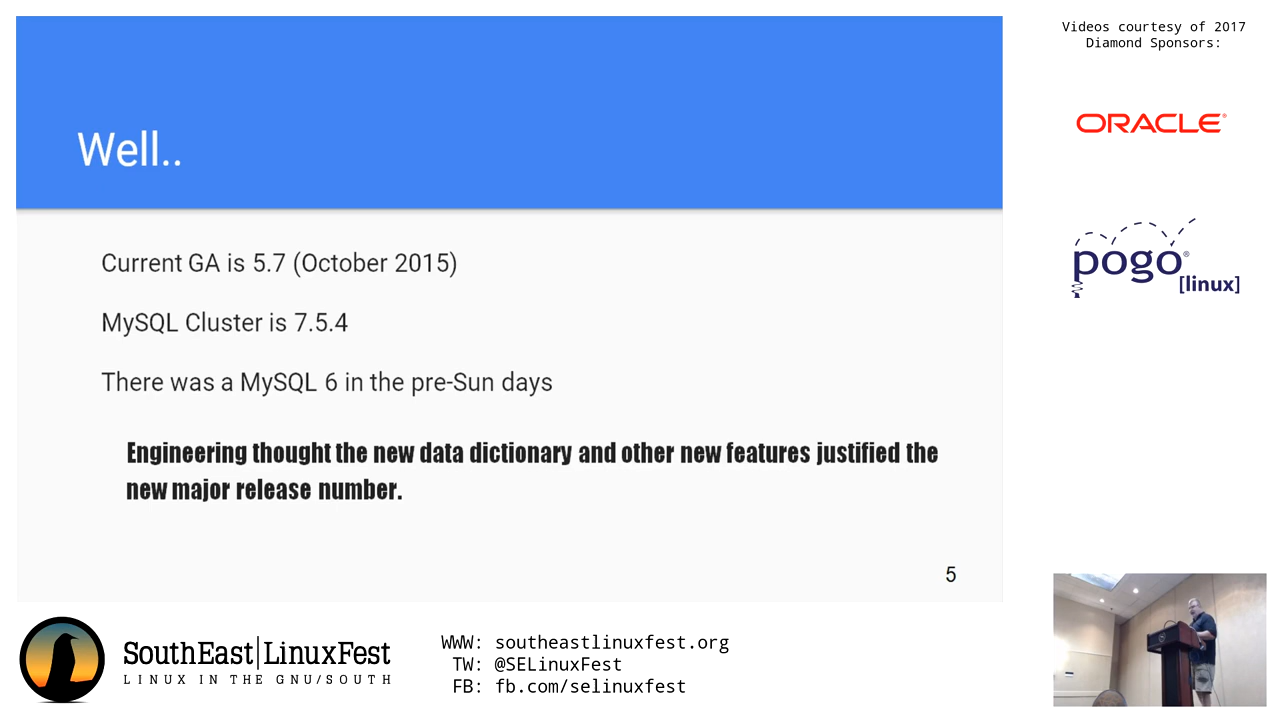 Videos courtesy of 2017
Diamond Sponsors:
ORACLE®
pogo®
[linux]
Well..
Current GA is 5.7 (October 2015)
MySQL Cluster is 7.5.4
There was a MySQL 6 in the pre-Sun days
Engineering thought the new data dictionary and other new features justified the
new major release number.
5
SouthEast|LinuxFest
LINUX IN THE GNU/SOUTH
WWW: southeastlinuxfest.org
TW: @SELinuxFest
FB: fb.com/selinuxfest